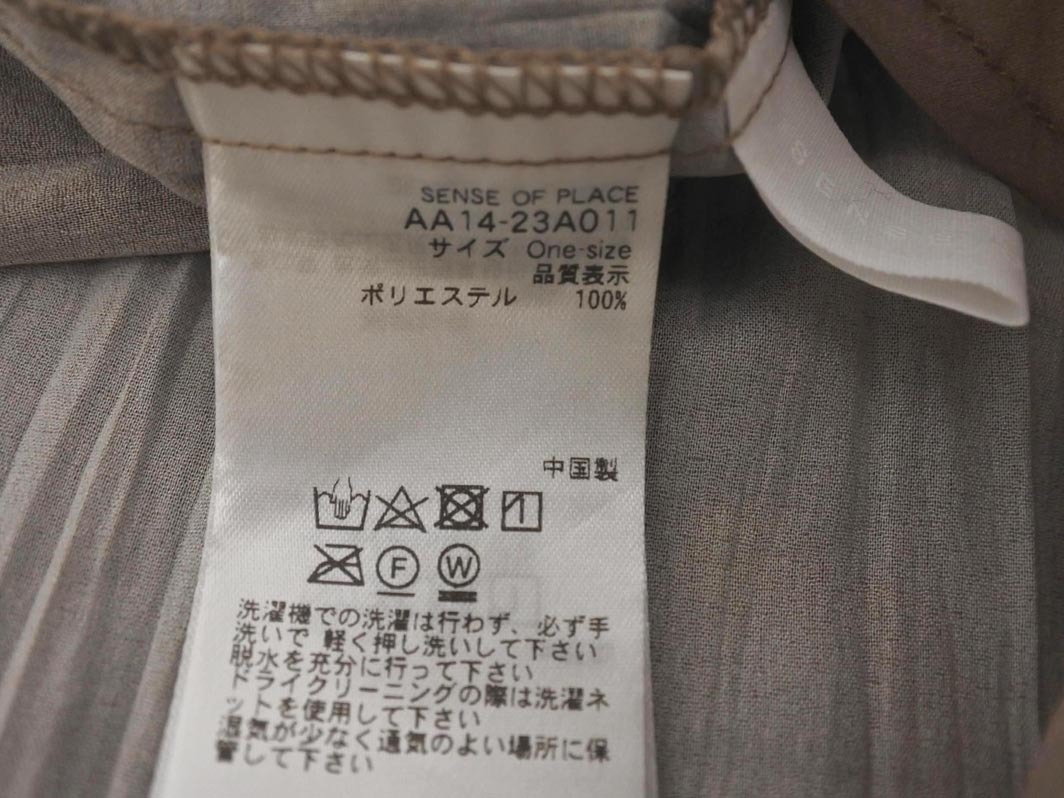 SENSE OF PLACE
AA14-23A011
サイズ One-size
品質表示
ポリエステル 100%
中国製
F W
洗濯機での洗濯は行わず、必ず手
洗いで 軽く押し洗いして下さい
脱水を充分に行って下さい
ドライクリーニングの際は洗濯ネ
ットを使用して下さい
湿気が少なく通気のよい場所に保
管して下さい